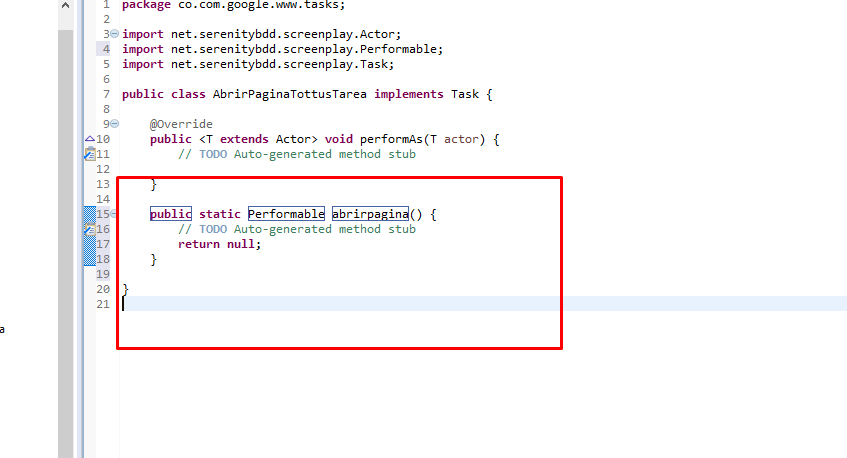 1 package co.com.google.www.tasks;
2
3 import net.serenitybdd.screenplay.Actor;
4 import net.serenitybdd.screenplay.Performable;
5 import net.serenitybdd.screenplay.Task;
6
7 public class AbrirPaginaTottusTarea implements Task {
8
9 @Override
10 public <T extends Actor> void performAs(T actor) {
11 // TODO Auto-generated method stub
12
13 }
14
15 public static Performable abrirpagina() {
16 // TODO Auto-generated method stub
17 return null;
18 }
19
20 }
21
a